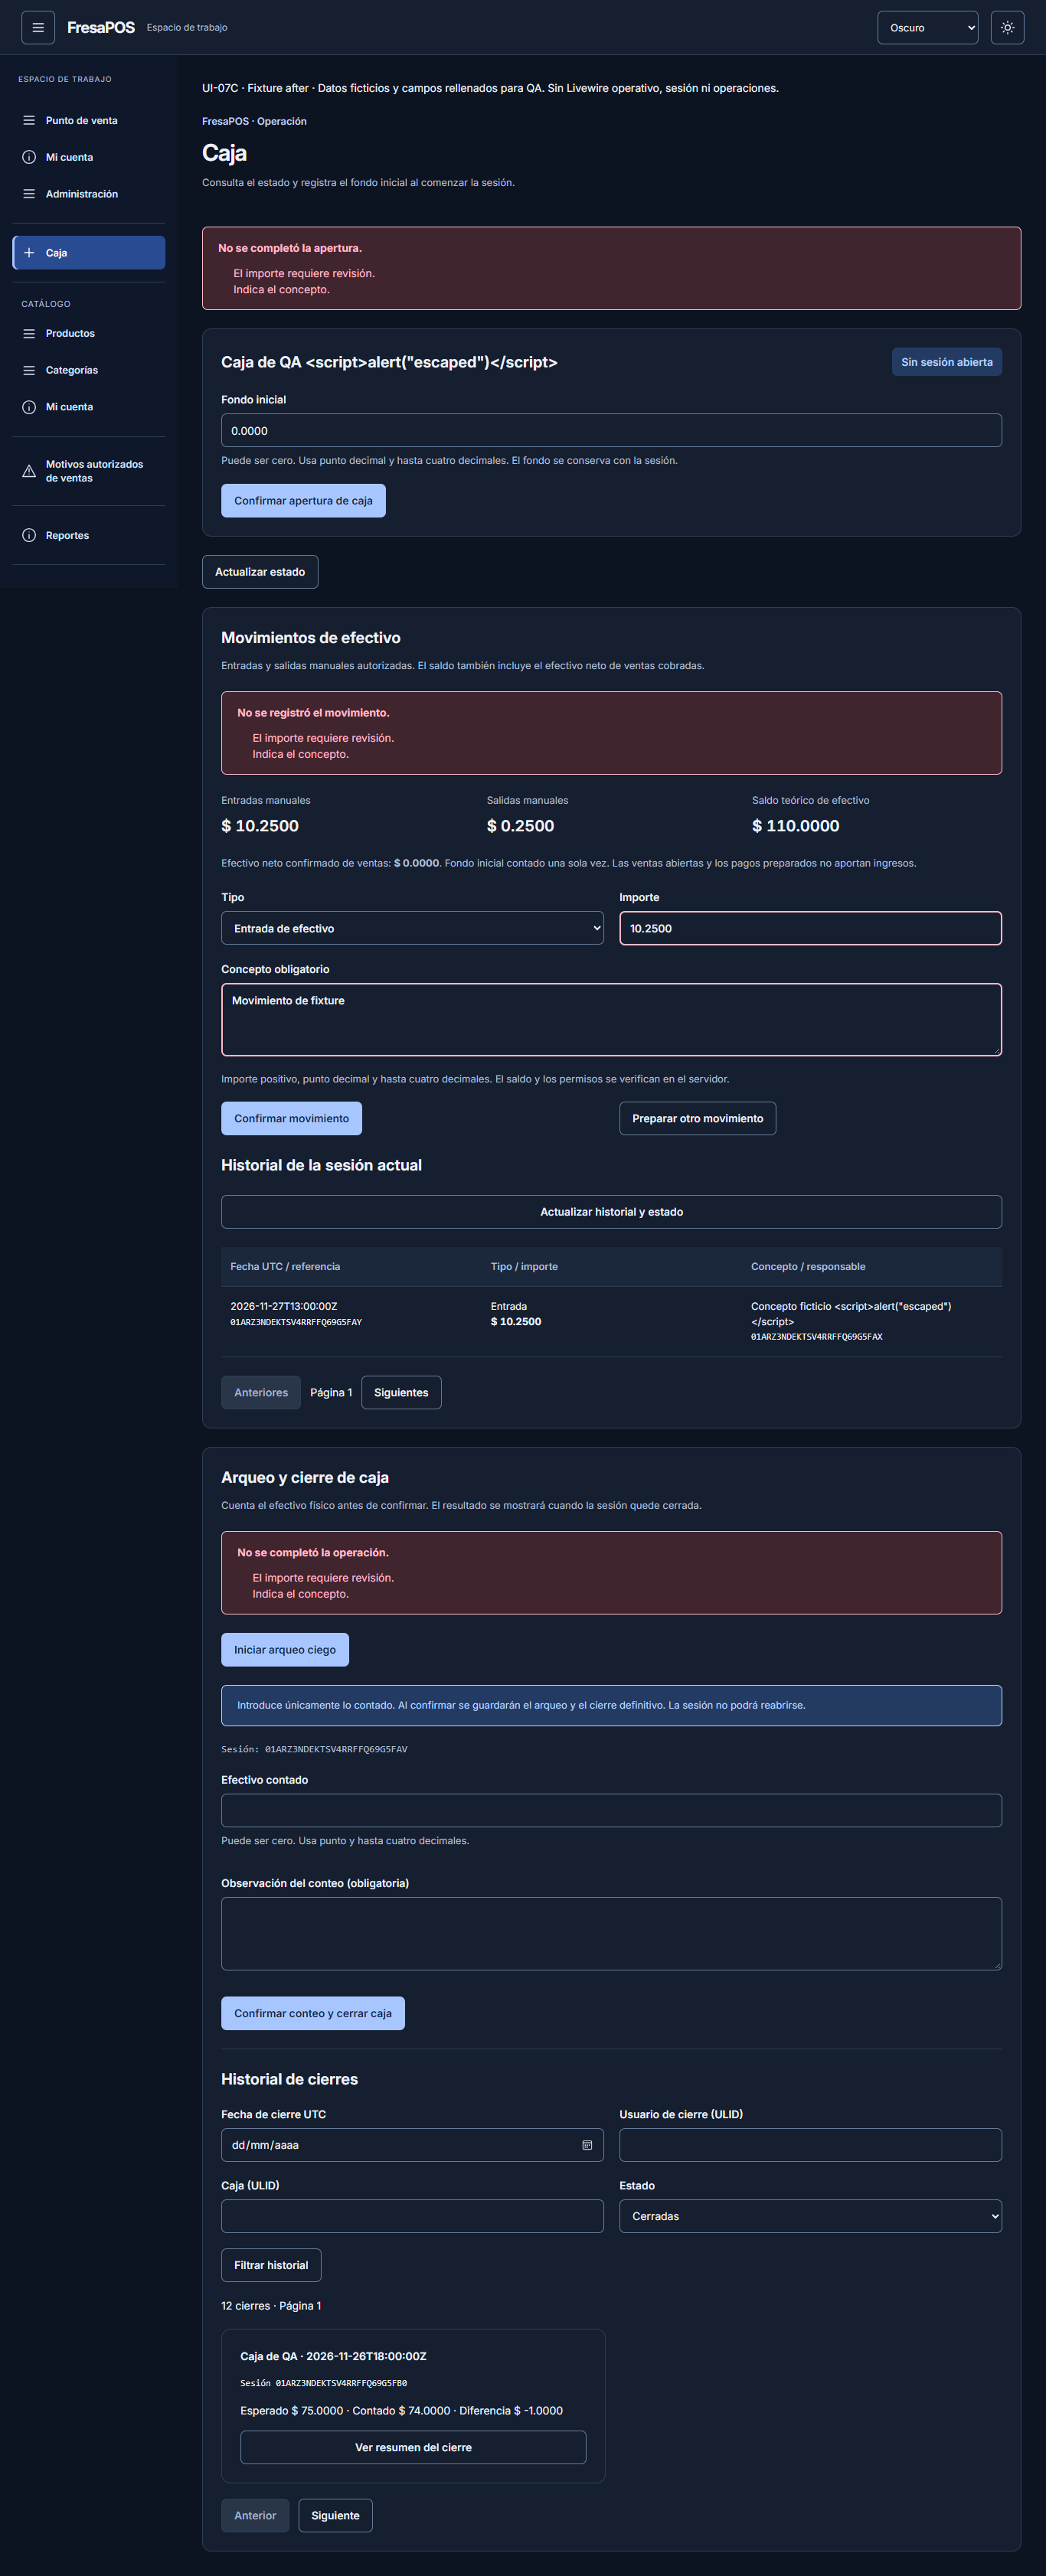 FresaPOS
Espacio de trabajo
Oscuro
ESPACIO DE TRABAJO
Punto de venta
Mi cuenta
Administración
Caja
CATÁLOGO
Productos
Categorías
Mi cuenta
Motivos autorizados
de ventas
Reportes
UI-07C · Fixture after · Datos ficticios y campos rellenados para QA. Sin Livewire operativo, sesión ni operaciones.
FresaPOS · Operación
Caja
Consulta el estado y registra el fondo inicial al comenzar la sesión.
No se completó la apertura.
El importe requiere revisión.
Indica el concepto.
Caja de QA <script>alert("escaped")</script>
Sin sesión abierta
Fondo inicial
0.0000
Puede ser cero. Usa punto decimal y hasta cuatro decimales. El fondo se conserva con la sesión.
Confirmar apertura de caja
Actualizar estado
Movimientos de efectivo
Entradas y salidas manuales autorizadas. El saldo también incluye el efectivo neto de ventas cobradas.
No se registró el movimiento.
El importe requiere revisión.
Indica el concepto.
Entradas manuales
$ 10.2500
Salidas manuales
$ 0.2500
Saldo teórico de efectivo
$ 110.0000
Efectivo neto confirmado de ventas: $ 0.0000. Fondo inicial contado una sola vez. Las ventas abiertas y los pagos preparados no aportan ingresos.
Tipo
Entrada de efectivo
Importe
10.2500
Concepto obligatorio
Movimiento de fixture
Importe positivo, punto decimal y hasta cuatro decimales. El saldo y los permisos se verifican en el servidor.
Confirmar movimiento
Preparar otro movimiento
Historial de la sesión actual
Actualizar historial y estado
Fecha UTC / referencia
Tipo / importe
Concepto / responsable
2026-11-27T13:00:00Z
01ARZ3NDEKTSV4RRFFQ69G5FAY
Entrada
$ 10.2500
Concepto ficticio <script>alert("escaped")
</script>
01ARZ3NDEKTSV4RRFFQ69G5FAX
Anteriores
Página 1
Siguientes
Arqueo y cierre de caja
Cuenta el efectivo físico antes de confirmar. El resultado se mostrará cuando la sesión quede cerrada.
No se completó la operación.
El importe requiere revisión.
Indica el concepto.
Iniciar arqueo ciego
Introduce únicamente lo contado. Al confirmar se guardarán el arqueo y el cierre definitivo. La sesión no podrá reabrirse.
Sesión: 01ARZ3NDEKTSV4RRFFQ69G5FAV
Efectivo contado
Puede ser cero. Usa punto y hasta cuatro decimales.
Observación del conteo (obligatoria)
Confirmar conteo y cerrar caja
Historial de cierres
Fecha de cierre UTC
dd/mm/aaaa
Usuario de cierre (ULID)
Caja (ULID)
Estado
Cerradas
Filtrar historial
12 cierres · Página 1
Caja de QA · 2026-11-26T18:00:00Z
Sesión 01ARZ3NDEKTSV4RRFFQ69G5FB0
Esperado $ 75.0000 · Contado $ 74.0000 · Diferencia $ -1.0000
Ver resumen del cierre
Anterior
Siguiente